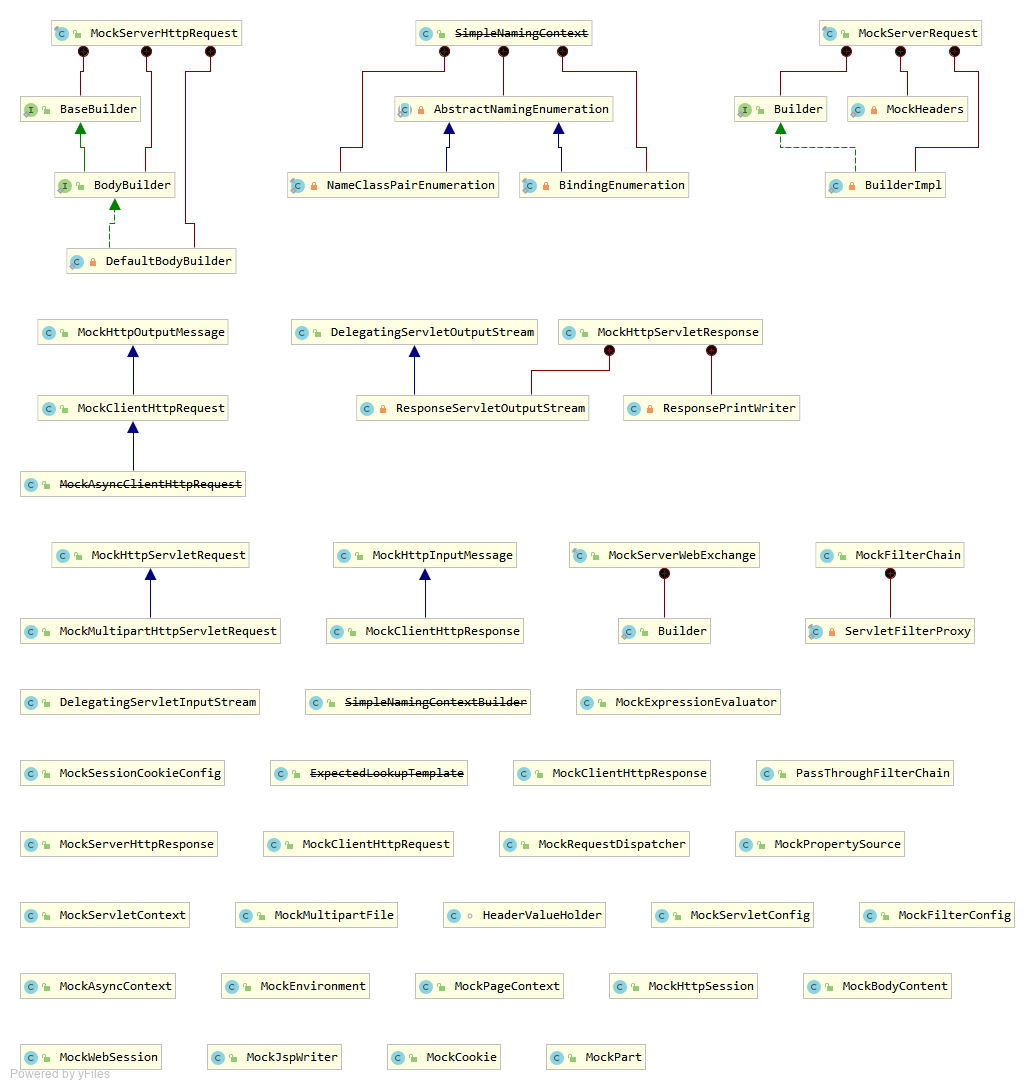 MockServerHttpRequest
SimpleNamingContext
MockServerRequest
BaseBuilder
AbstractNamingEnumeration
Builder
MockHeaders
BodyBuilder
NameClassPairEnumeration
BindingEnumeration
BuilderImpl
DefaultBodyBuilder
MockHttpOutputMessage
DelegatingServletOutputStream
MockHttpServletResponse
MockClientHttpRequest
ResponseServletOutputStream
ResponsePrintWriter
MockAsyncClientHttpRequest
MockHttpServletRequest
MockHttpInputMessage
MockServerWebExchange
MockFilterChain
MockMultipartHttpServletRequest
MockClientHttpResponse
Builder
ServletFilterProxy
DelegatingServletInputStream
SimpleNamingContextBuilder
MockExpressionEvaluator
MockSessionCookieConfig
ExpectedLookupTemplate
MockClientHttpResponse
PassThroughFilterChain
MockServerHttpResponse
MockClientHttpRequest
MockRequestDispatcher
MockPropertySource
MockServletContext
MockMultipartFile
HeaderValueHolder
MockServletConfig
MockFilterConfig
MockAsyncContext
MockEnvironment
MockPageContext
MockHttpSession
MockBodyContent
MockWebSession
MockJspWriter
MockCookie
MockPart
Powered by yFiles